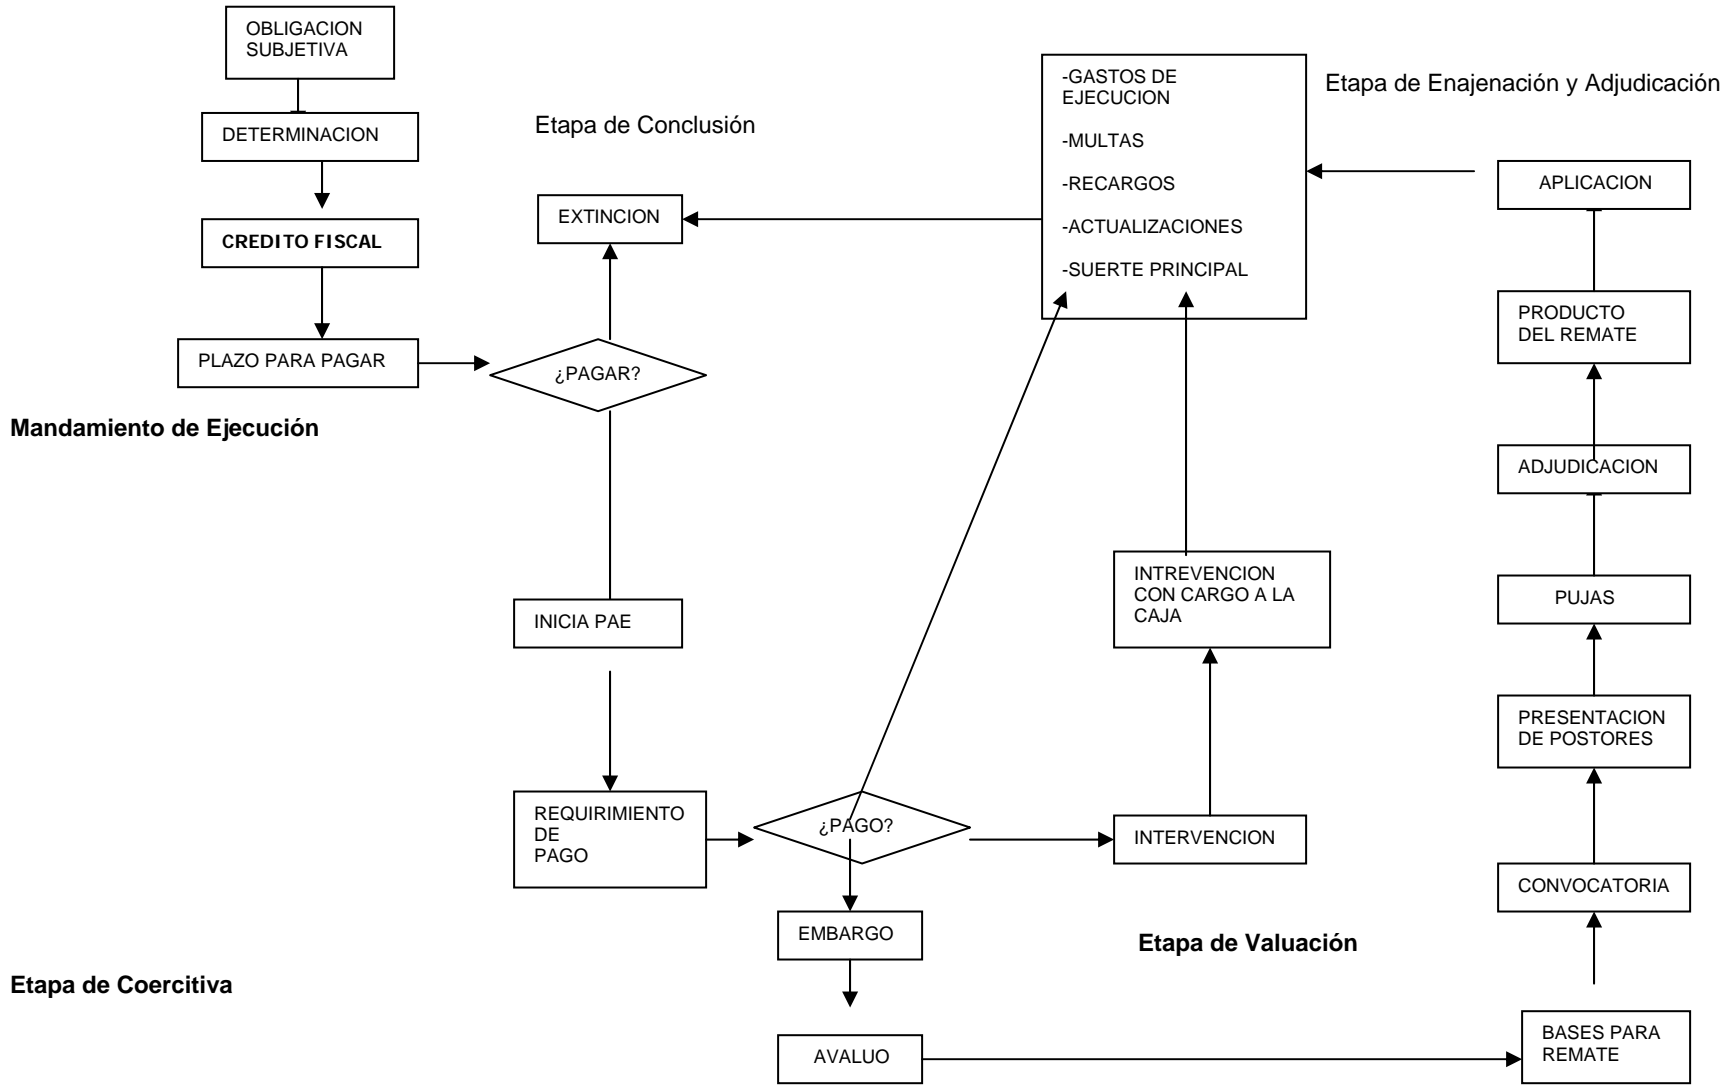 OBLIGACION
SUBJETIVA
DETERMINACION
CREDITO FISCAL
PLAZO PARA PAGAR
Mandamiento de Ejecución
Etapa de Conclusión
EXTINCION
¿PAGAR?
INICIA PAE
REQUIRIMIENTO
DE
PAGO
¿PAGO?
EMBARGO
AVALUO
Etapa de Coercitiva
-GASTOS DE
EJECUCION
-MULTAS
-RECARGOS
-ACTUALIZACIONES
-SUERTE PRINCIPAL
INTREVENCION
CON CARGO A LA
CAJA
INTERVENCION
Etapa de Valuación
Etapa de Enajenación y Adjudicación
APLICACION
PRODUCTO
DEL REMATE
ADJUDICACION
PUJAS
PRESENTACION
DE POSTORES
CONVOCATORIA
BASES PARA
REMATE